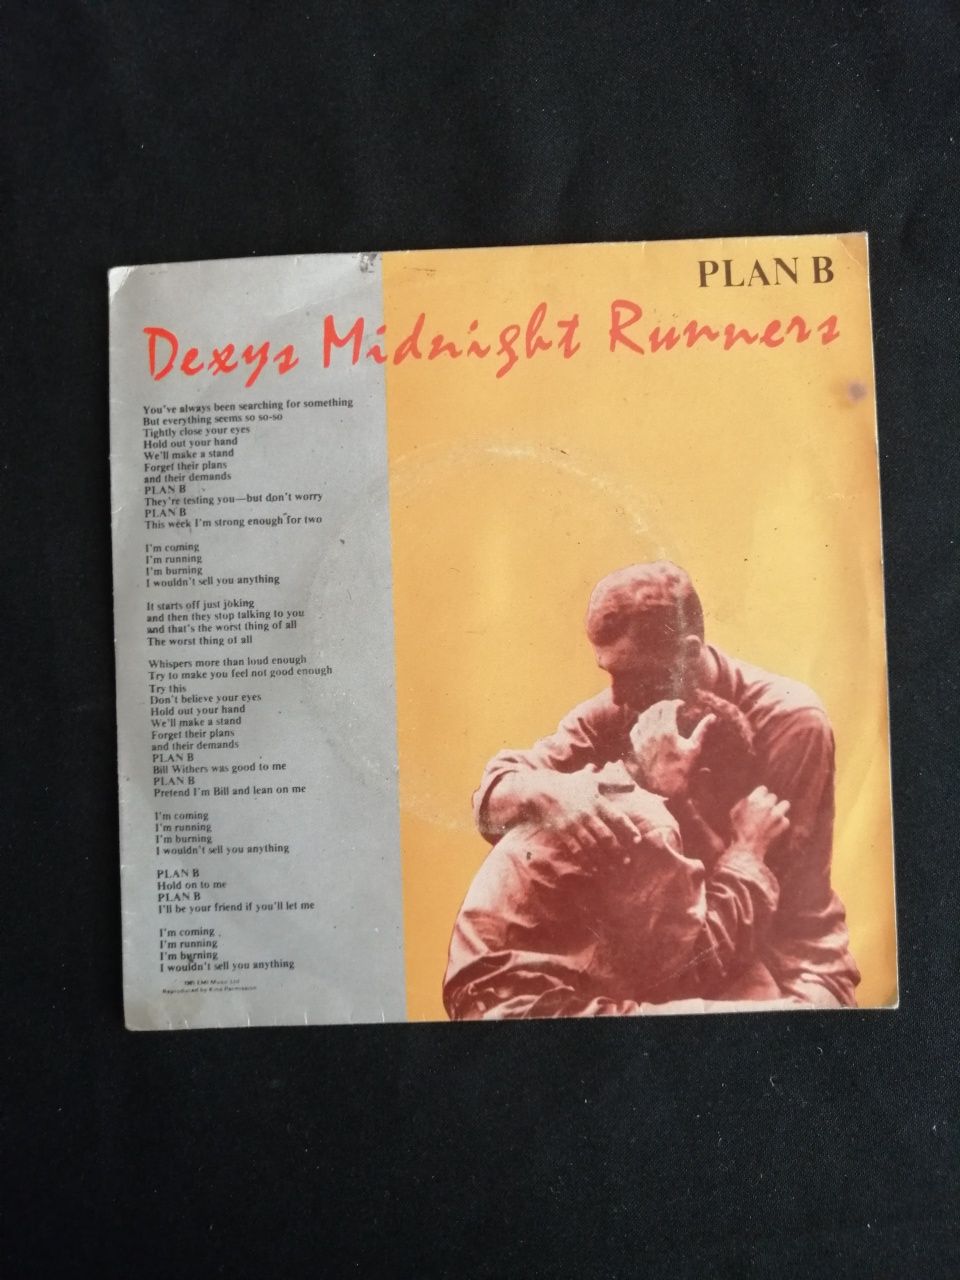 PLAN B
Dexys Midnight Runners
You've always been searching for something
But everything seems so so-so
Tightly close your eyes
Hold out your hand
We'll make a stand
Forget their plans
and their demands
PLAN B
They're testing you—but don't worry
PLAN B
This week I'm strong enough for two

I'm coming
I'm running
I'm burning
I wouldn't sell you anything

It starts off just joking
and then they stop talking to you
and that's the worst thing of all
The worst thing of all

Whispers more than loud enough
Try to make you feel not good enough
Try this
Don't believe your eyes
Hold out your hand
We'll make a stand
Forget their plans
and their demands
PLAN B
Bill Withers was good to me
PLAN B
Pretend I'm Bill and lean on me

I'm coming
I'm running
I'm burning
I wouldn't sell you anything

PLAN B
Hold on to me
PLAN B
I'll be your friend if you'll let me

I'm coming
I'm running
I'm burning
I wouldn't sell you anything
EMI Music Ltd
Reproduced by Kind Permission